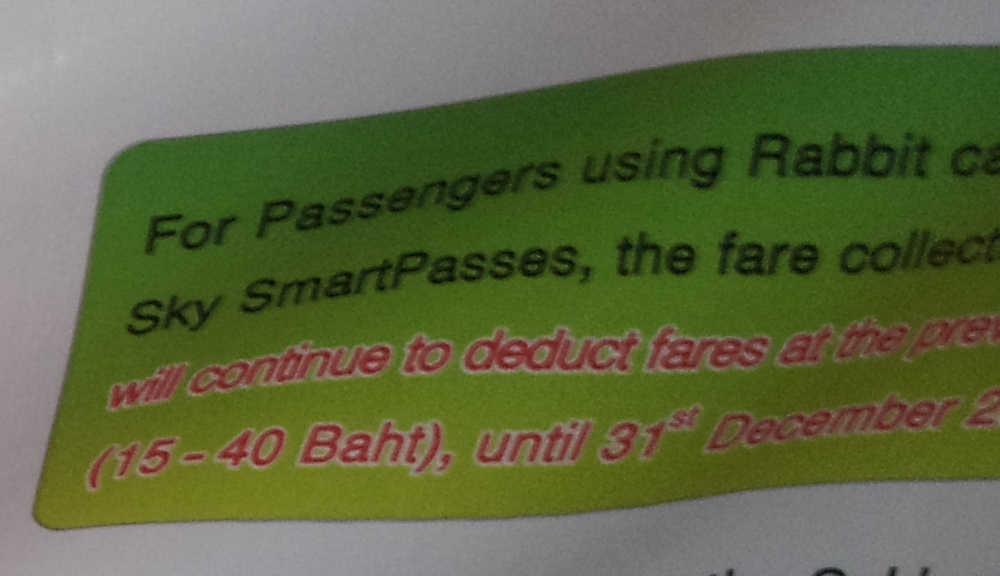 For Passengers using Rabbit
Sky SmartPasses, the fare
will continue to deduct fares at the
(15 - 40 Baht), until 31st December